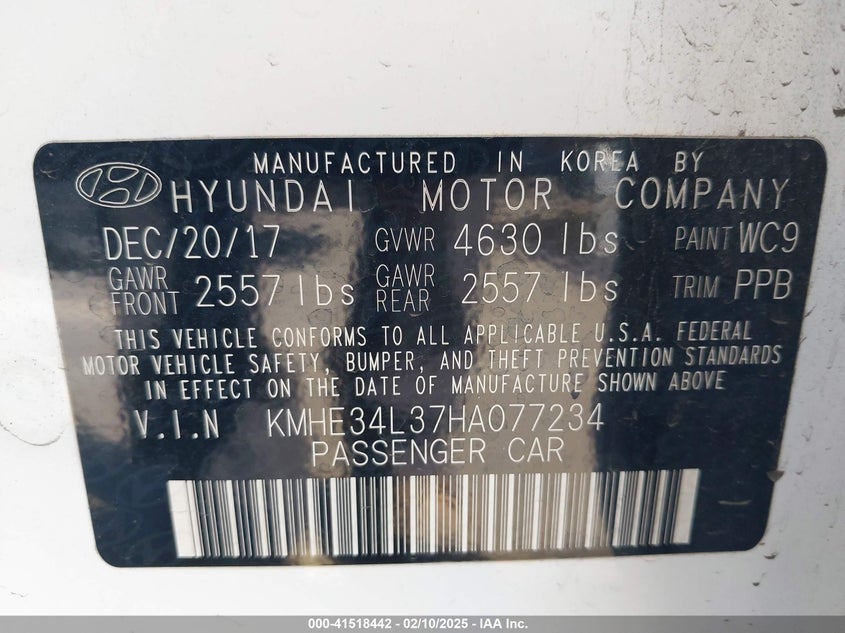 MANUFACTURED IN KOREA BY
HYUNDAI MOTOR COMPANY
DEC/20/17 GVWR 4630 lbs PAINT WC9
GAWR FRONT 2557 lbs GAWR REAR 2557 lbs TRIM PPB
THIS VEHICLE CONFORMS TO ALL APPLICABLE U.S.A. FEDERAL
MOTOR VEHICLE SAFETY, BUMPER, AND THEFT PREVENTION STANDARDS
IN EFFECT ON THE DATE OF MANUFACTURE SHOWN ABOVE
V.I.N KMHE34L37HA077234
PASSENGER CAR
000-41518442 - 02/10/2025 - IAA Inc.